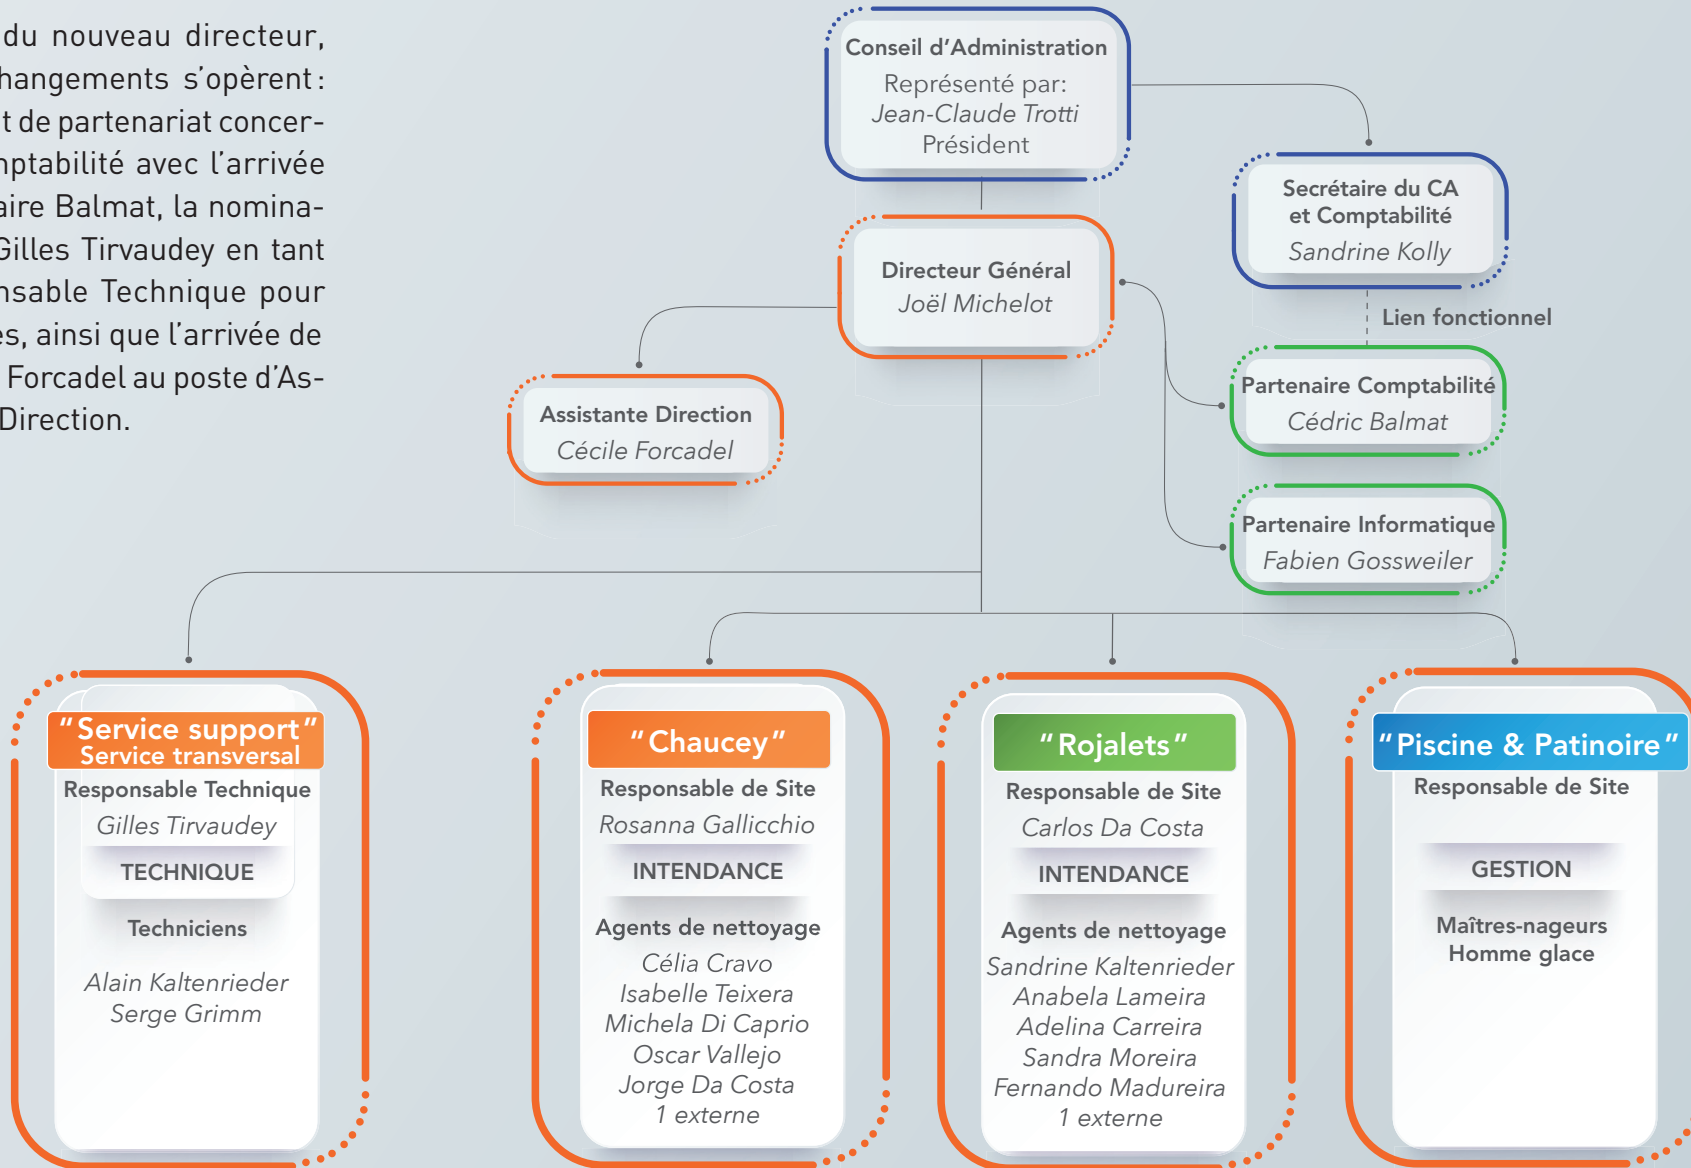 du nouveau directeur,
hangements s'opèrent :
t de partenariat concer-
mptabilité avec l'arrivée
aire Balmat, la nomina-
Gilles Tirvaudey en tant
nsable Technique pour
es, ainsi que l'arrivée de
Forcadel au poste d'As-
Direction.
Conseil d'Administration
Représenté par:
Jean-Claude Trotti
Président
Secrétaire du CA
et Comptabilité
Sandrine Kolly
Directeur Général
Joël Michelot
Lien fonctionnel
Assistante Direction
Cécile Forcadel
Partenaire Comptabilité
Cédric Balmat
Partenaire Informatique
Fabien Gossweiler
"Service support"
Service transversal
Responsable Technique
Gilles Tirvaudey
TECHNIQUE
Techniciens
Alain Kaltenrieder
Serge Grimm
"Chaucey"
Responsable de Site
Rosanna Gallicchio
INTENDANCE
Agents de nettoyage
Célia Cravo
Isabelle Teixera
Michela Di Caprio
Oscar Vallejo
Jorge Da Costa
1 externe
"Rojalets"
Responsable de Site
Carlos Da Costa
INTENDANCE
Agents de nettoyage
Sandrine Kaltenrieder
Anabela Lameira
Adelina Carreira
Sandra Moreira
Fernando Madureira
1 externe
"Piscine & Patinoire"
Responsable de Site
GESTION
Maîtres-nageurs
Homme glace